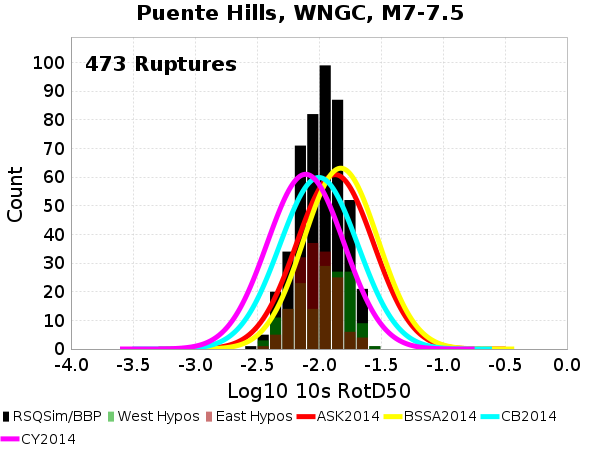 Puente Hills, WNGC, M7-7.5
473 Ruptures
Count
100
90
80
70
60
50
40
30
20
10
0
-4.0 -3.5 -3.0 -2.5 -2.0 -1.5 -1.0 -0.5 0.0
Log10 10s RotD50
RSQSim/BBP West Hypos East Hypos ASK2014 BSSA2014 CB2014
CY2014